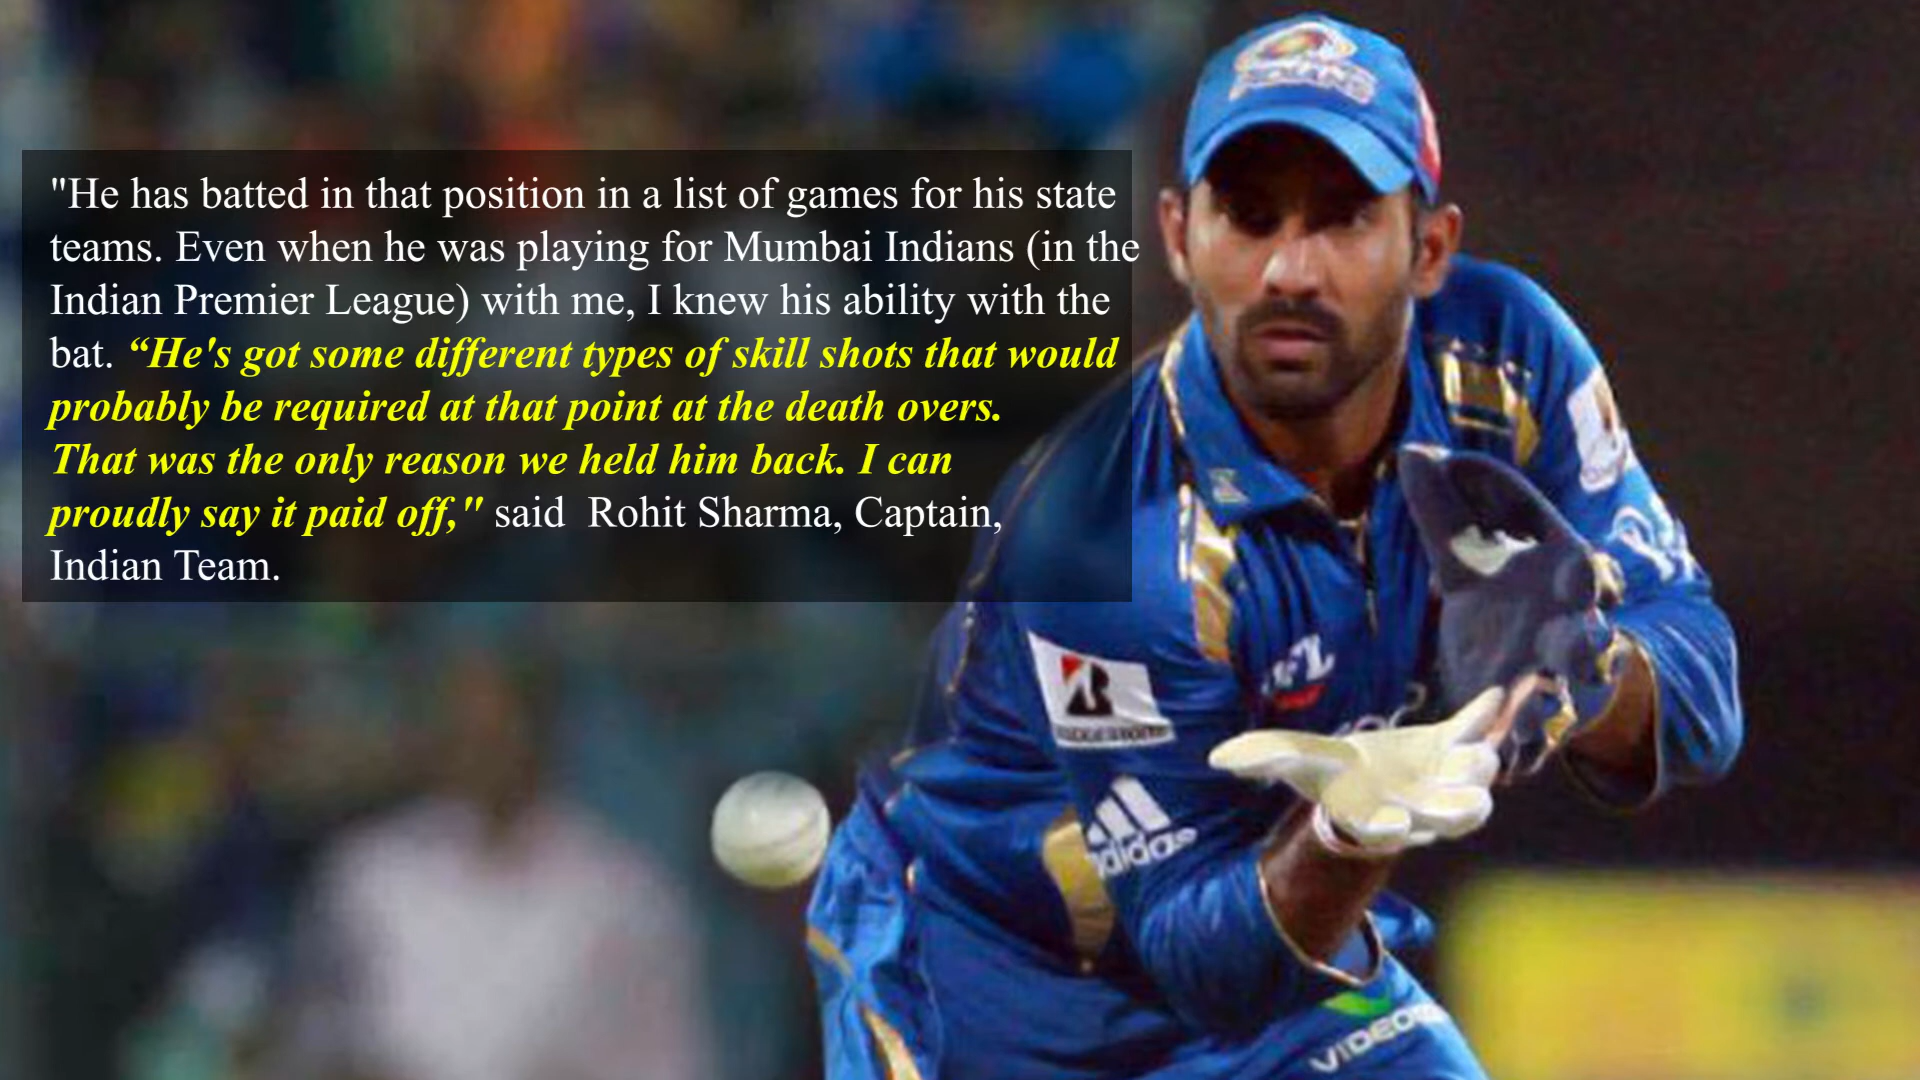 "He has batted in that position in a list of games for his state
teams. Even when he was playing for Mumbai Indians (in the
Indian Premier League) with me, I knew his ability with the
bat. “He's got some different types of skill shots that would
probably be required at that point at the death overs.
That was the only reason we held him back. I can
proudly say it paid off," said  Rohit Sharma, Captain,
Indian Team.
adidas